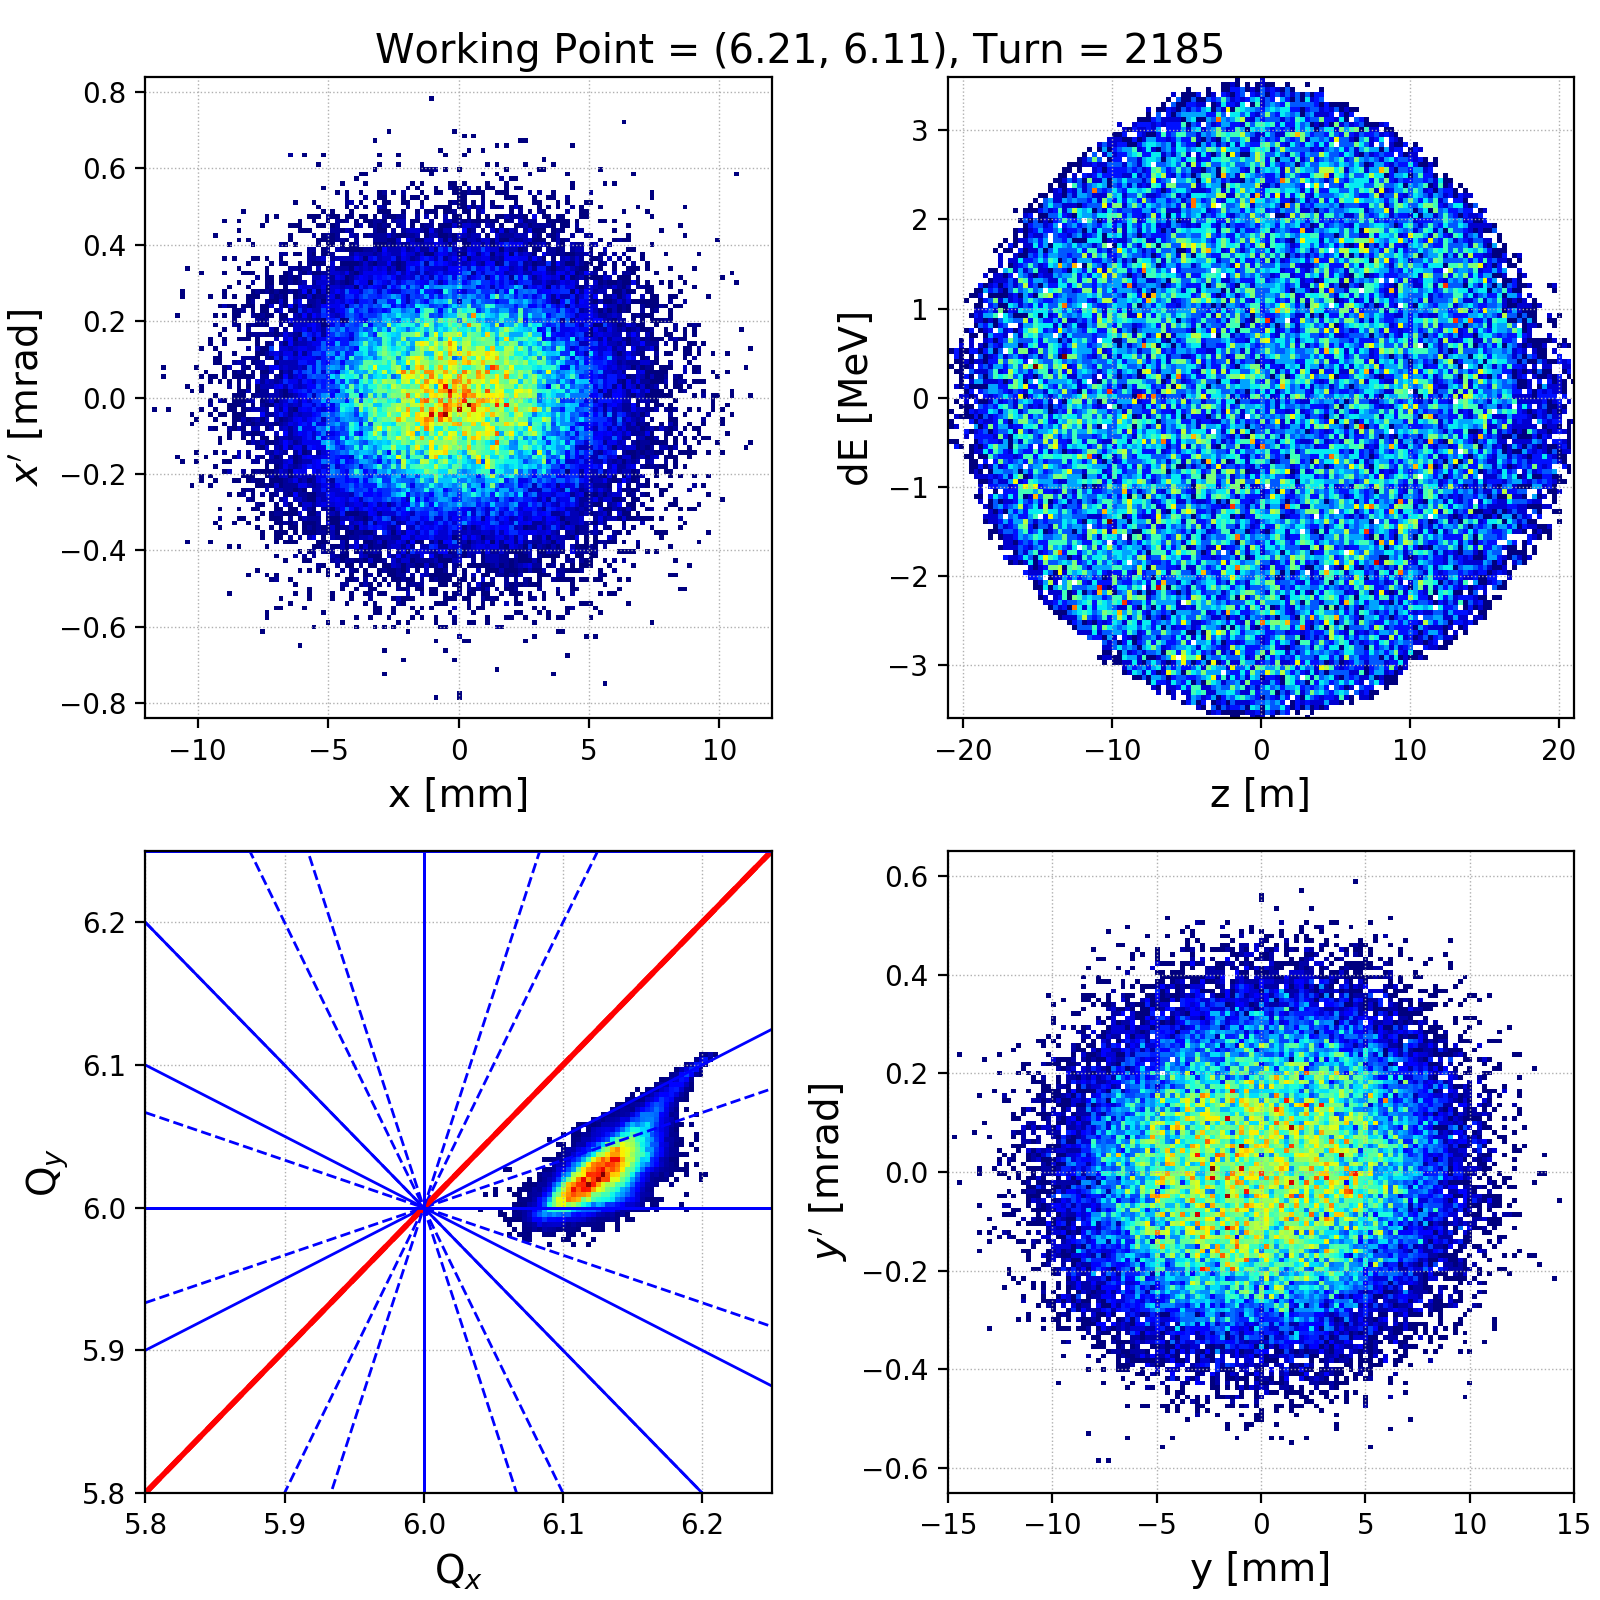 Working Point = (6.21, 6.11), Turn = 2185
0.8
0.6
0.4
0.2
0.0
−0.2
−0.4
−0.6
−0.8
x′ [mrad]
−10 −5 0 5 10
x [mm]
3
2
1
0
−1
−2
−3
dE [MeV]
−20 −10 0 10 20
z [m]
6.2
6.1
6.0
5.9
5.8
Qy
5.8 5.9 6.0 6.1 6.2
Qx
0.6
0.4
0.2
0.0
−0.2
−0.4
−0.6
y′ [mrad]
−15 −10 −5 0 5 10 15
y [mm]